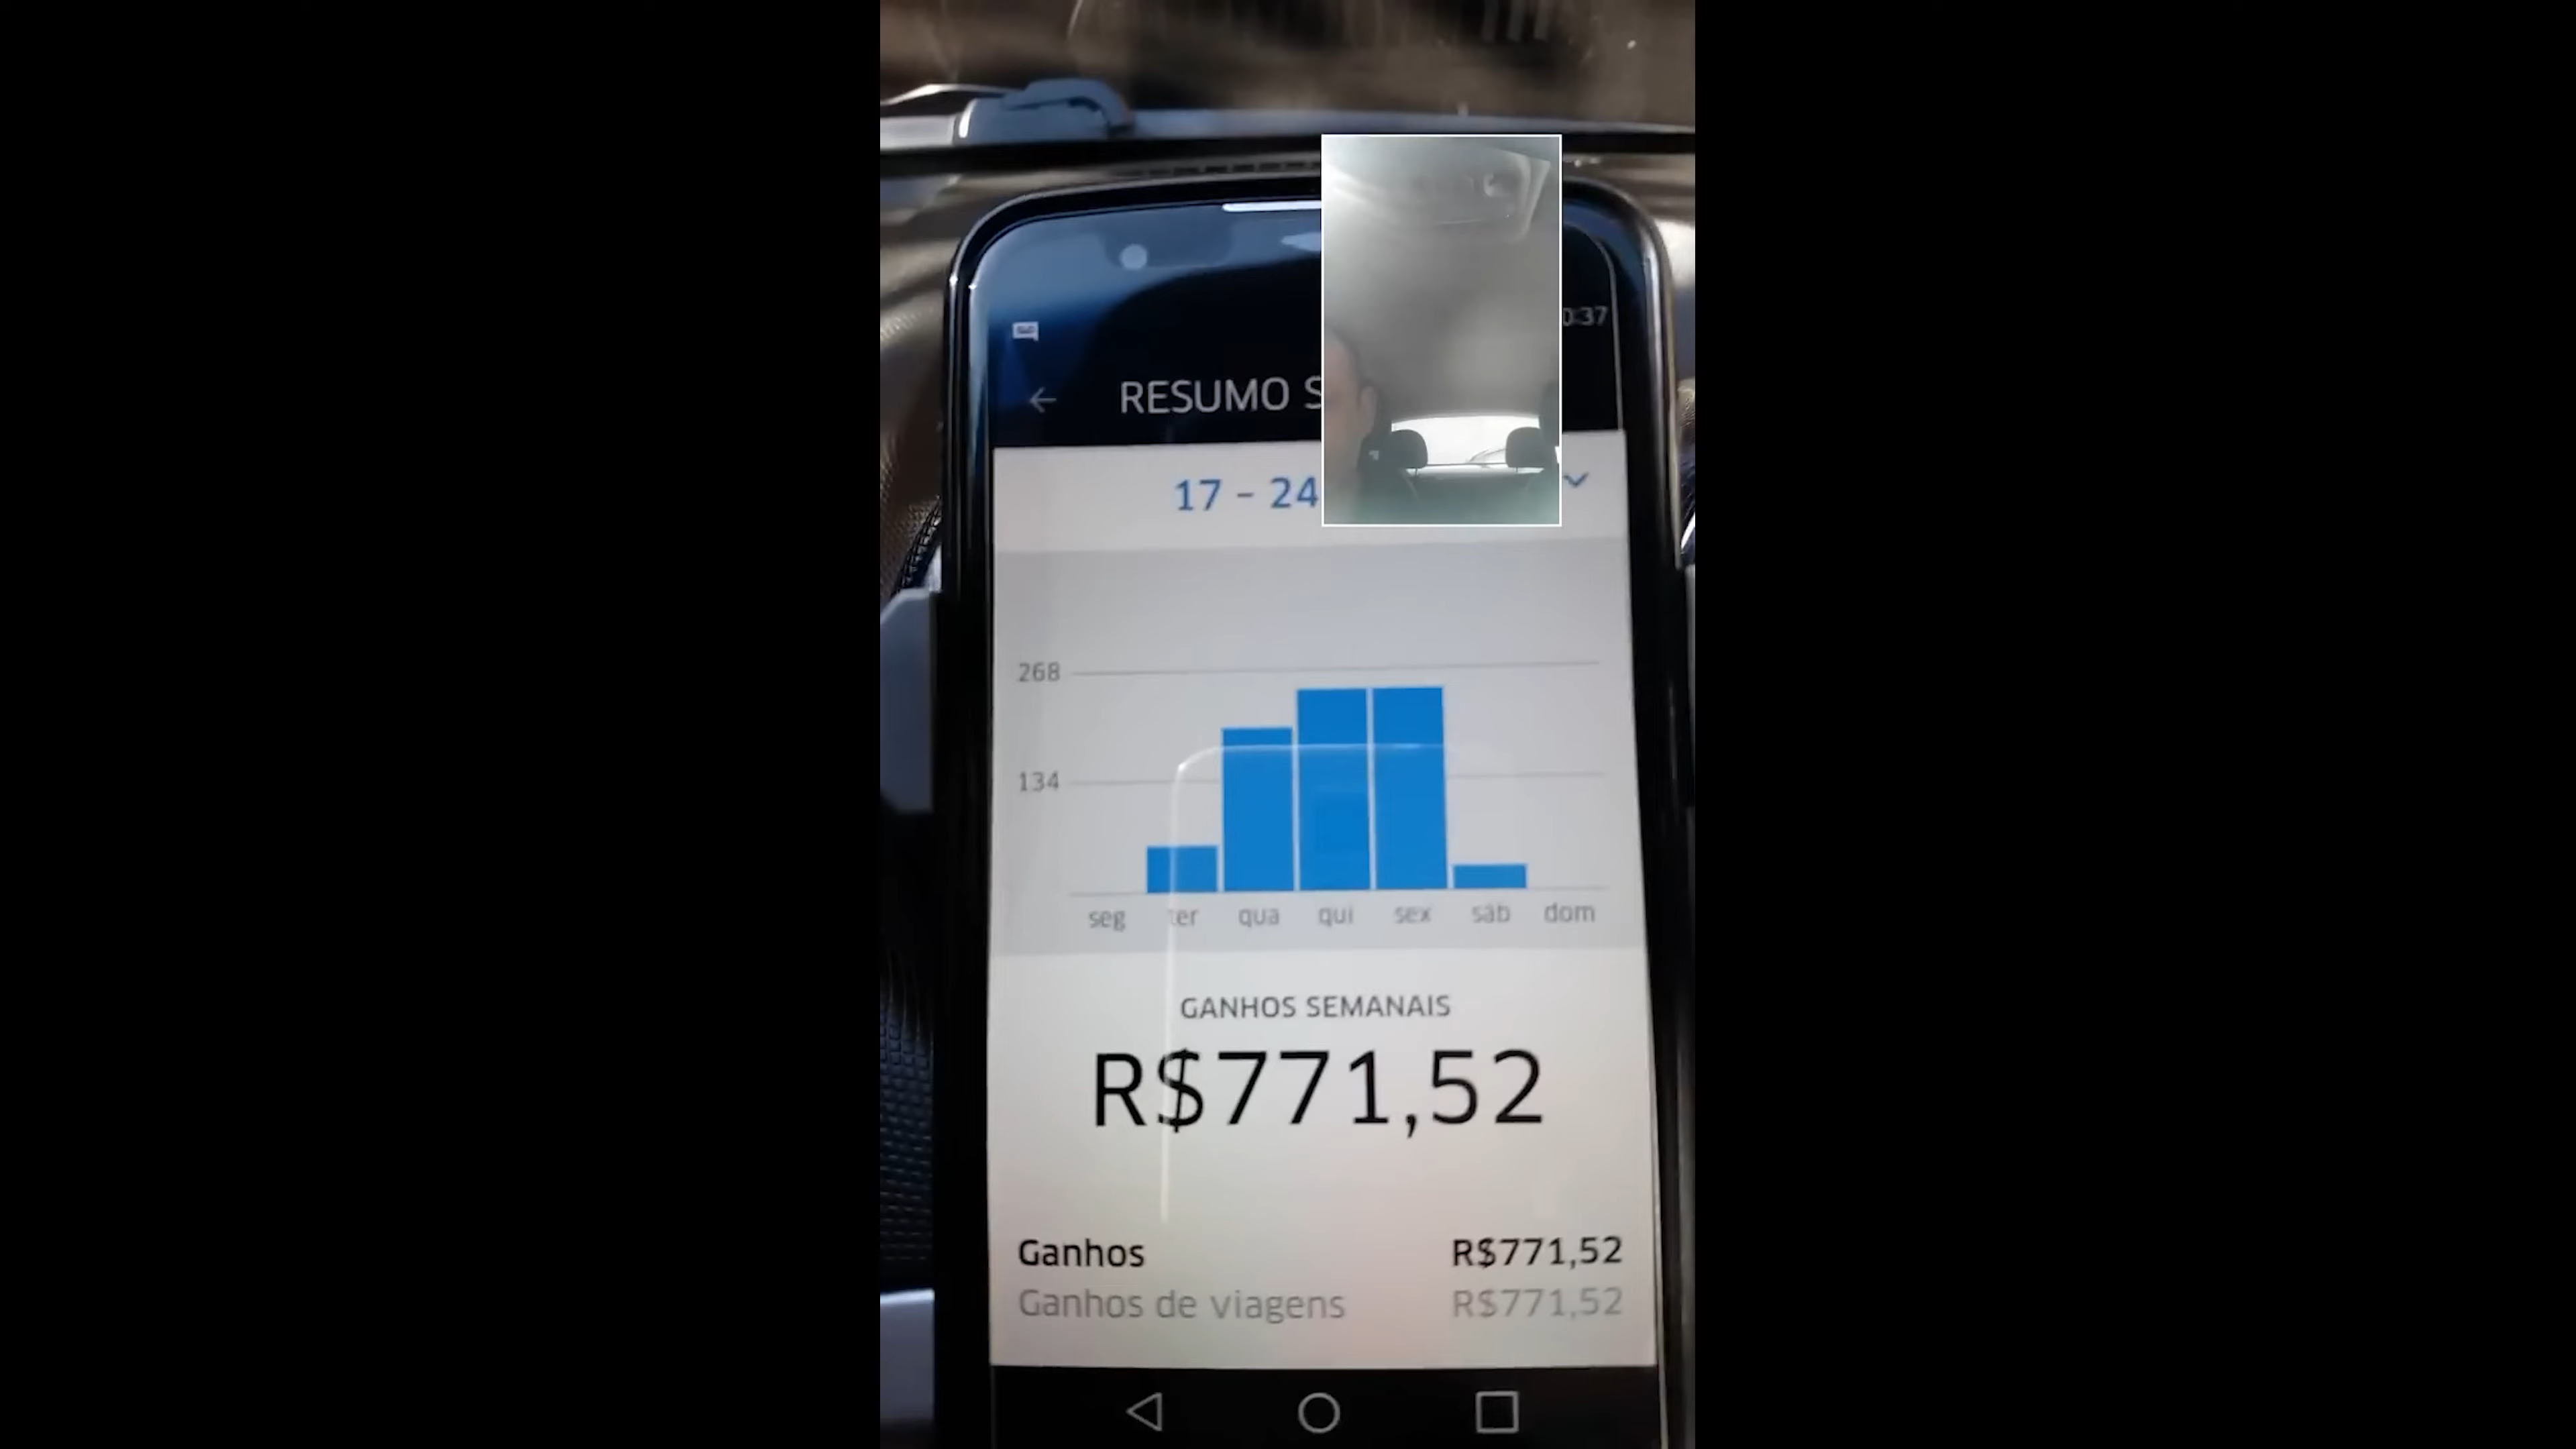 0:37
RESUMO S
17 - 24
268
134
seg ter qua qui sex sáb dom
GANHOS SEMANAIS
R$771,52
Ganhos R$771,52
Ganhos de viagens R$771,52